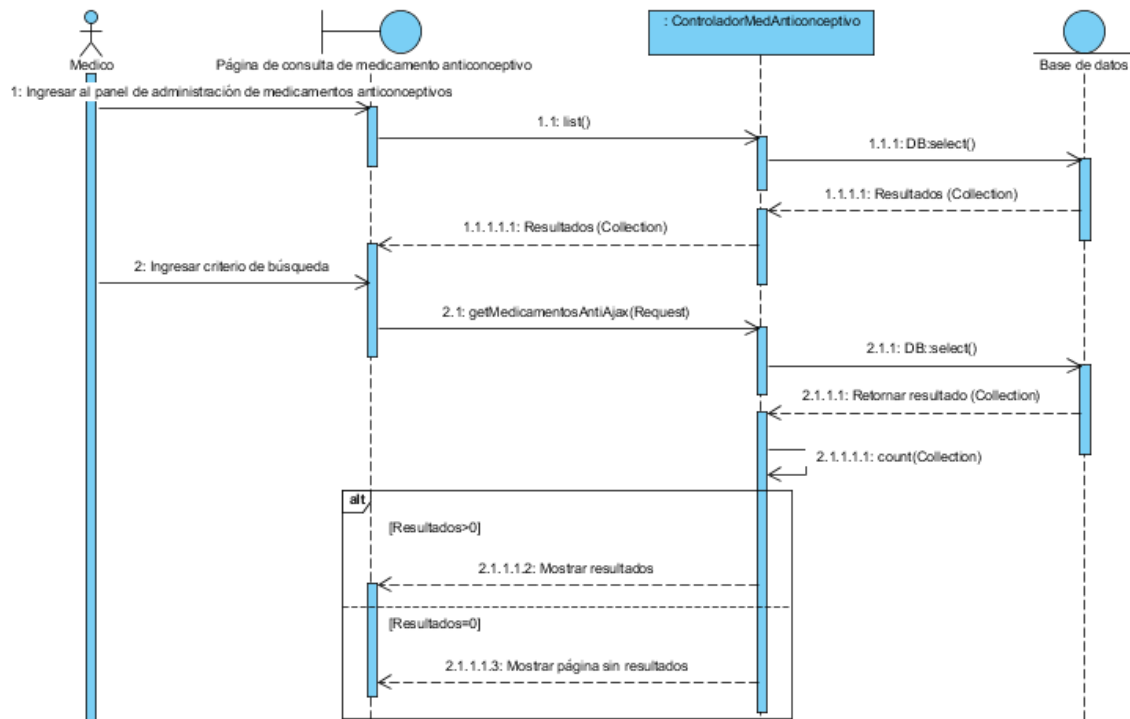 : ControladorMedAnticonceptivo
Medico
Página de consulta de medicamento anticonceptivo
Base de datos
1: Ingresar al panel de administración de medicamentos anticonceptivos
1.1: list()
1.1.1: DB:select()
1.1.1.1: Resultados (Collection)
1.1.1.1.1: Resultados (Collection)
2: Ingresar criterio de búsqueda
2.1: getMedicamentosAntiAjax(Request)
2.1.1: DB::select()
2.1.1.1: Retornar resultado (Collection)
2.1.1.1.1: count(Collection)
alt
[Resultados>0]
2.1.1.1.2: Mostrar resultados
[Resultados=0]
2.1.1.1.3: Mostrar página sin resultados